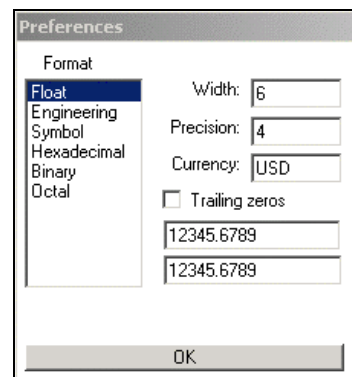 Preferences
Format
Float
Engineering
Symbol
Hexadecimal
Binary
Octal
Width: 6
Precision: 4
Currency: USD
Trailing zeros
12345.6789
12345.6789
OK